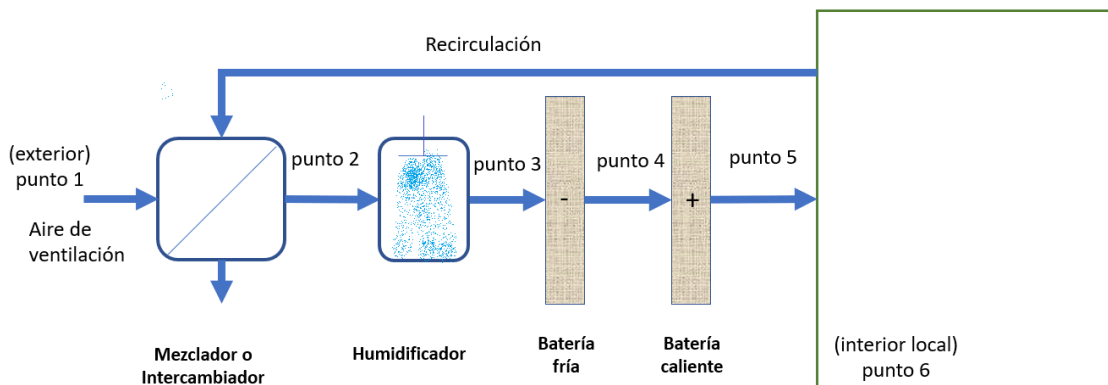 Recirculación
(exterior)
punto 1
punto 2
punto 3
punto 4
punto 5
-
+
Aire de
ventilación
Mezclador o
Intercambiador
Humidificador
Batería
fría
Batería
caliente
(interior local)
punto 6